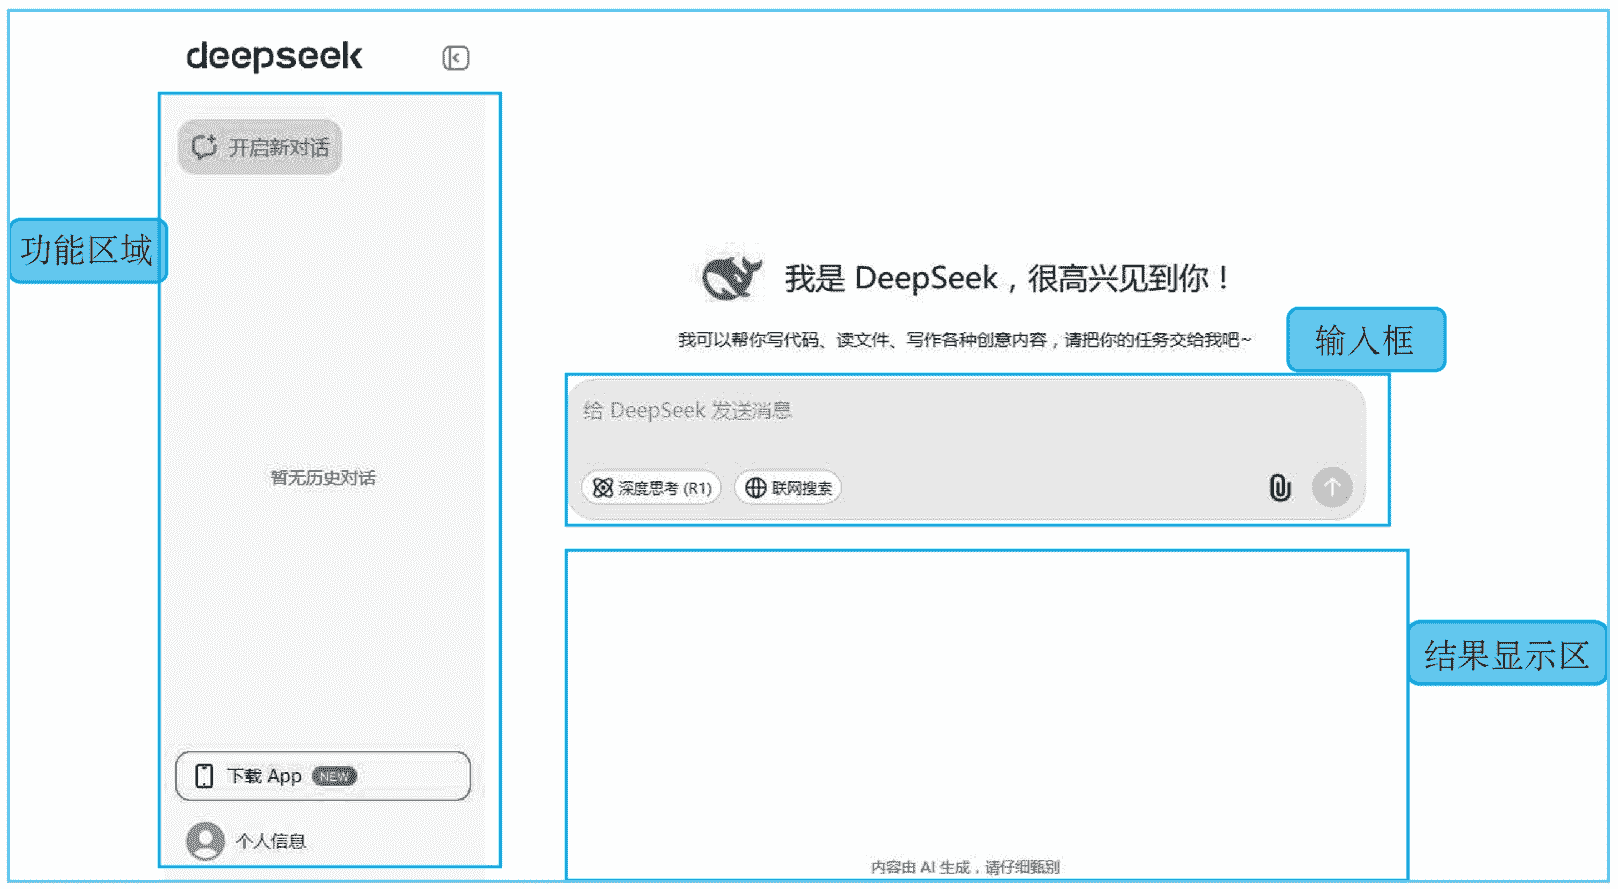 deepseek
开启新对话
功能区域
我是 DeepSeek，很高兴见到你！
我可以帮你写代码、读文件、写作各种创意内容，请把你的任务交给我吧~
输入框
给 DeepSeek 发送消息
深度思考 (R1)
联网搜索
暂无历史对话
结果显示区
下载 App NEW
个人信息
内容由 AI 生成，请仔细甄别